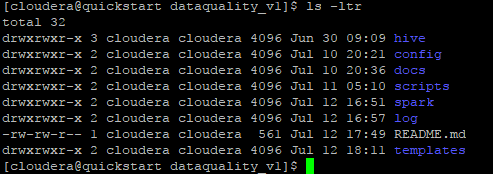 [cloudera@quickstart dataquality_v1]$ ls -ltr
total 32
drwxrwxr-x 3 cloudera cloudera 4096 Jun 30 09:09 hive
drwxrwxr-x 2 cloudera cloudera 4096 Jul 10 20:21 config
drwxrwxr-x 2 cloudera cloudera 4096 Jul 10 20:36 docs
drwxrwxr-x 2 cloudera cloudera 4096 Jul 11 05:10 scripts
drwxrwxr-x 2 cloudera cloudera 4096 Jul 12 16:51 spark
drwxrwxr-x 2 cloudera cloudera 4096 Jul 12 16:57 log
-rw-rw-r-- 1 cloudera cloudera  561 Jul 12 17:49 README.md
drwxrwxr-x 2 cloudera cloudera 4096 Jul 12 18:11 templates
[cloudera@quickstart dataquality_v1]$